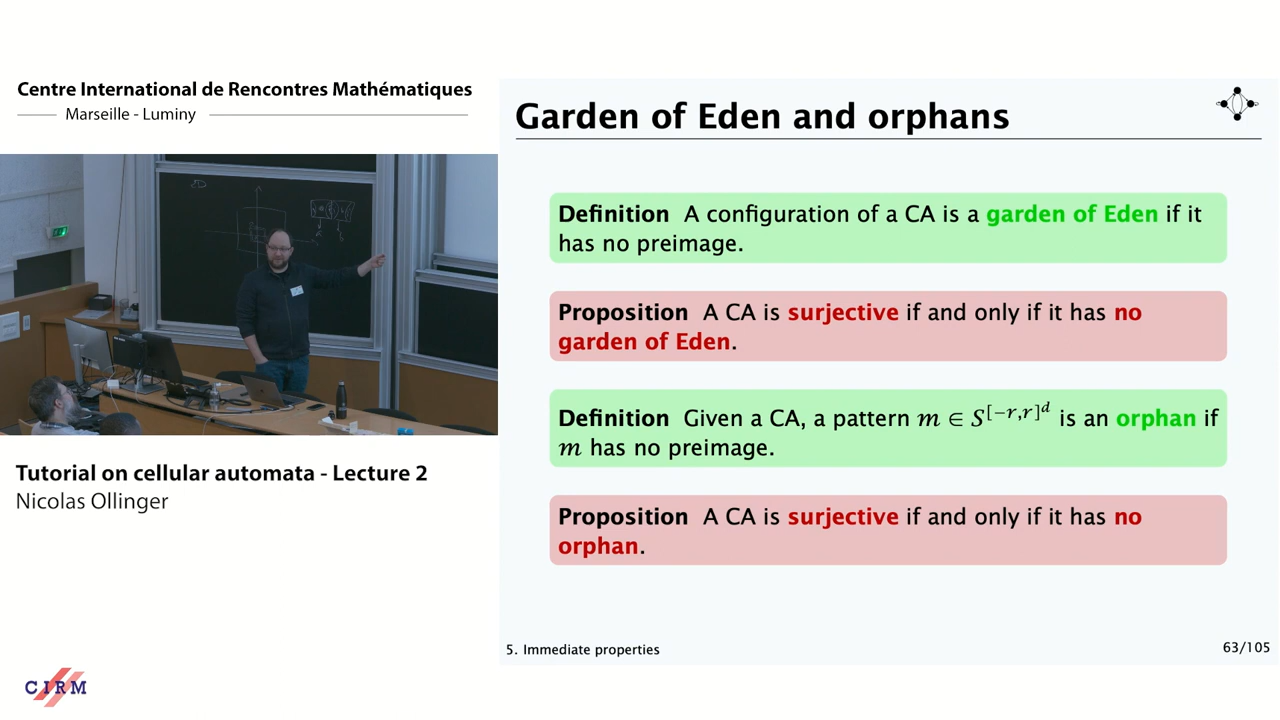 Centre International de Rencontres Mathématiques
Marseille - Luminy
Tutorial on cellular automata - Lecture 2
Nicolas Ollinger
CIRM
Garden of Eden and orphans
Definition A configuration of a CA is a garden of Eden if it
has no preimage.
Proposition A CA is surjective if and only if it has no
garden of Eden.
Definition Given a CA, a pattern m ∈ S^{[−r,r]^d} is an orphan if
m has no preimage.
Proposition A CA is surjective if and only if it has no
orphan.
5. Immediate properties
63/105